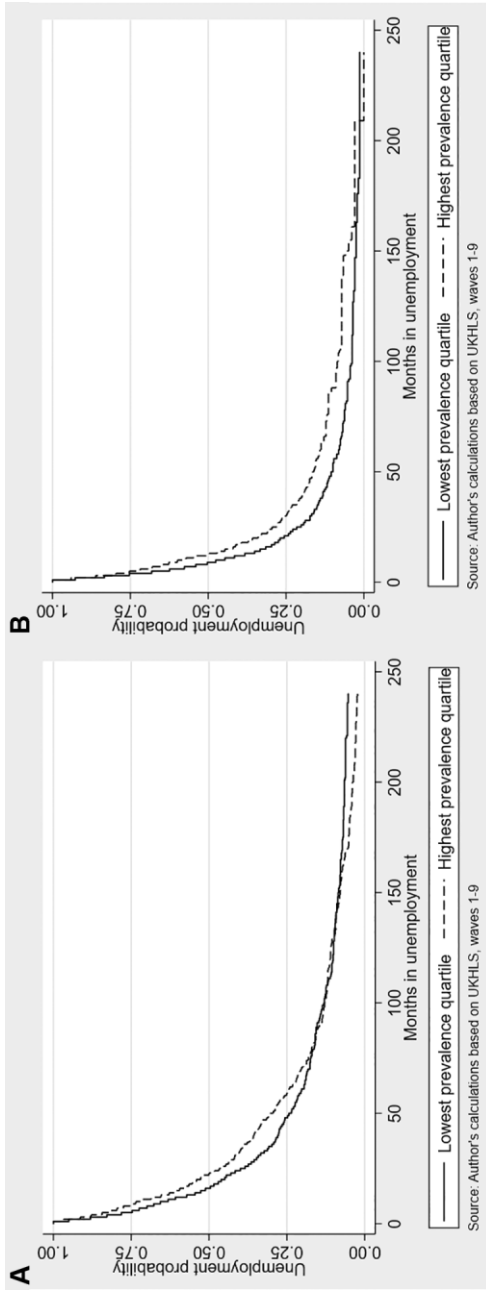 A
Unemployment probability
1.00
0.75
0.50
0.25
0.00
0 50 100 150 200 250
Months in unemployment
Lowest prevalence quartile Highest prevalence quartile
Source: Author's calculations based on UKHLS, waves 1-9
B
Unemployment probability
1.00
0.75
0.50
0.25
0.00
0 50 100 150 200 250
Months in unemployment
Lowest prevalence quartile Highest prevalence quartile
Source: Author's calculations based on UKHLS, waves 1-9